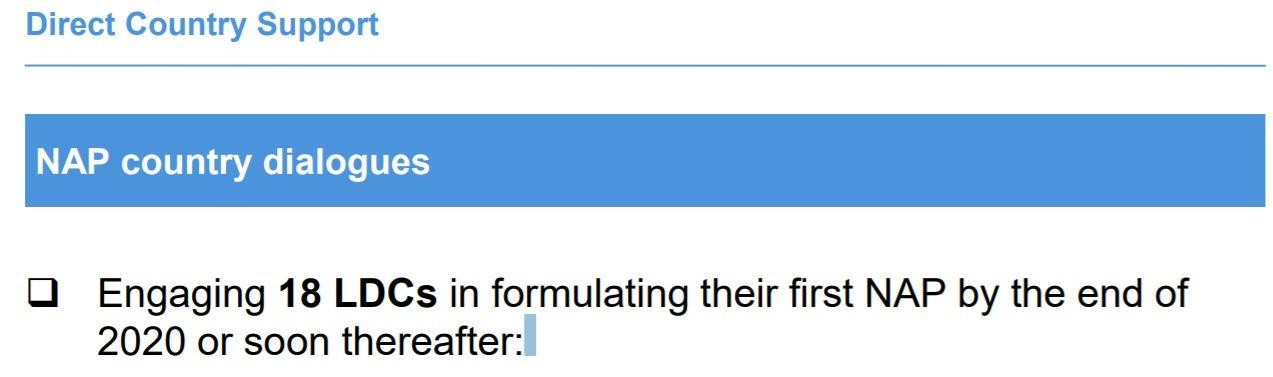 Direct Country Support
NAP country dialogues
❑ Engaging 18 LDCs in formulating their first NAP by the end of
2020 or soon thereafter: